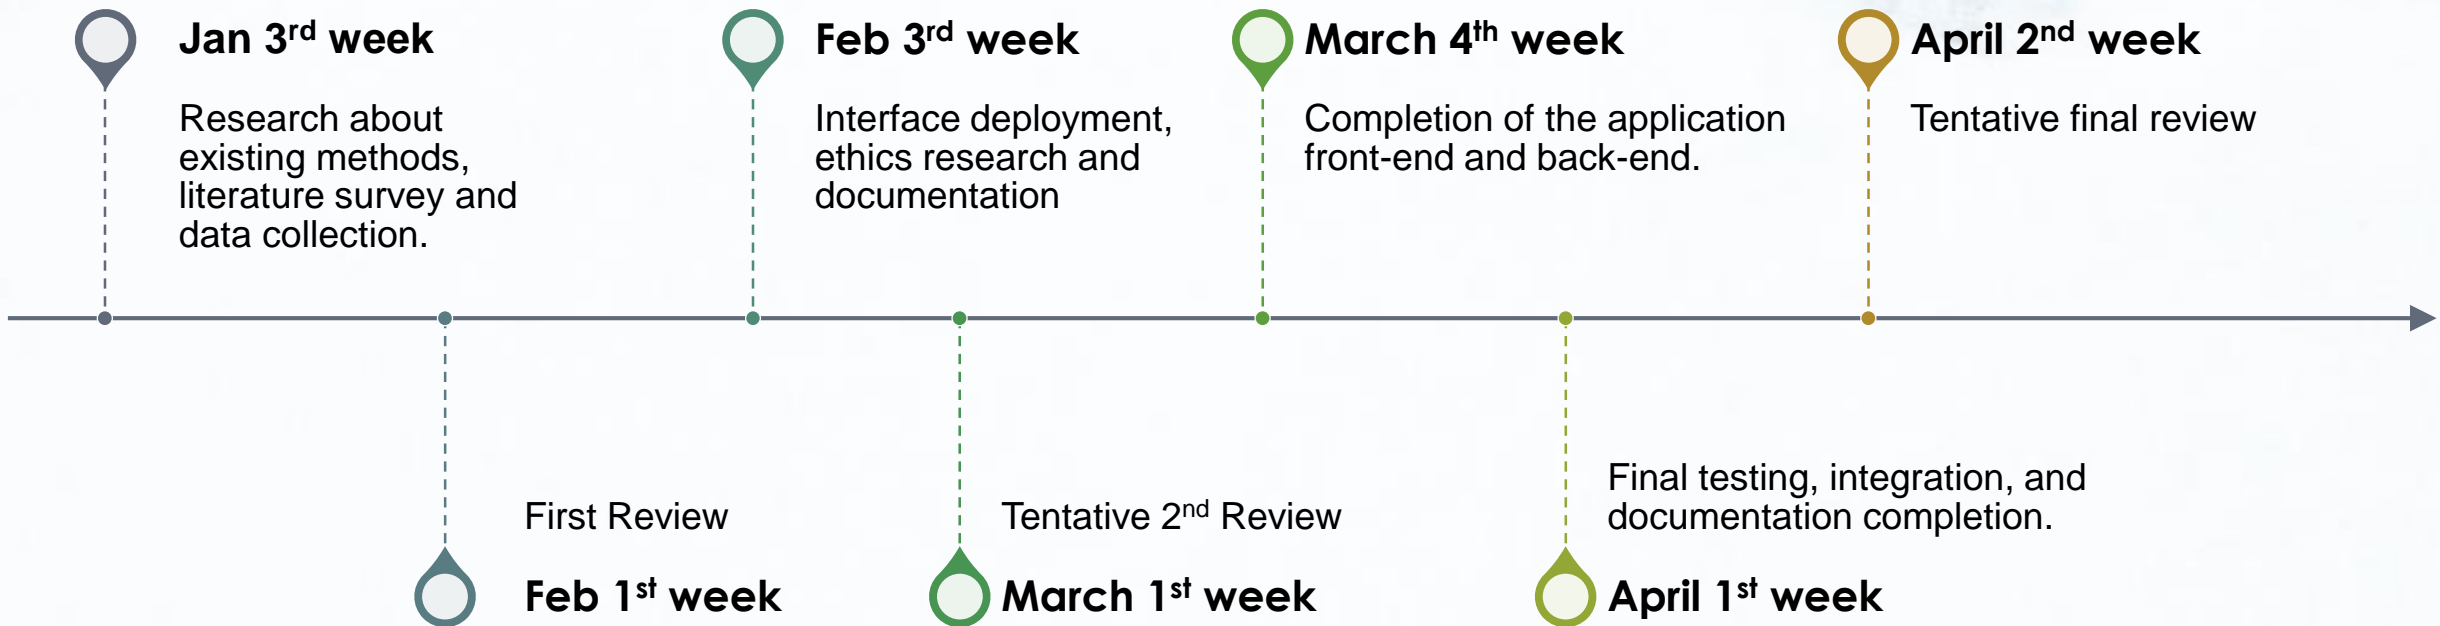 Jan 3rd week
Research about
existing methods,
literature survey and
data collection.
First Review
Feb 1st week
Feb 3rd week
Interface deployment,
ethics research and
documentation
Tentative 2nd Review
March 1st week
March 4th week
Completion of the application
front-end and back-end.
Final testing, integration, and
documentation completion.
April 1st week
April 2nd week
Tentative final review